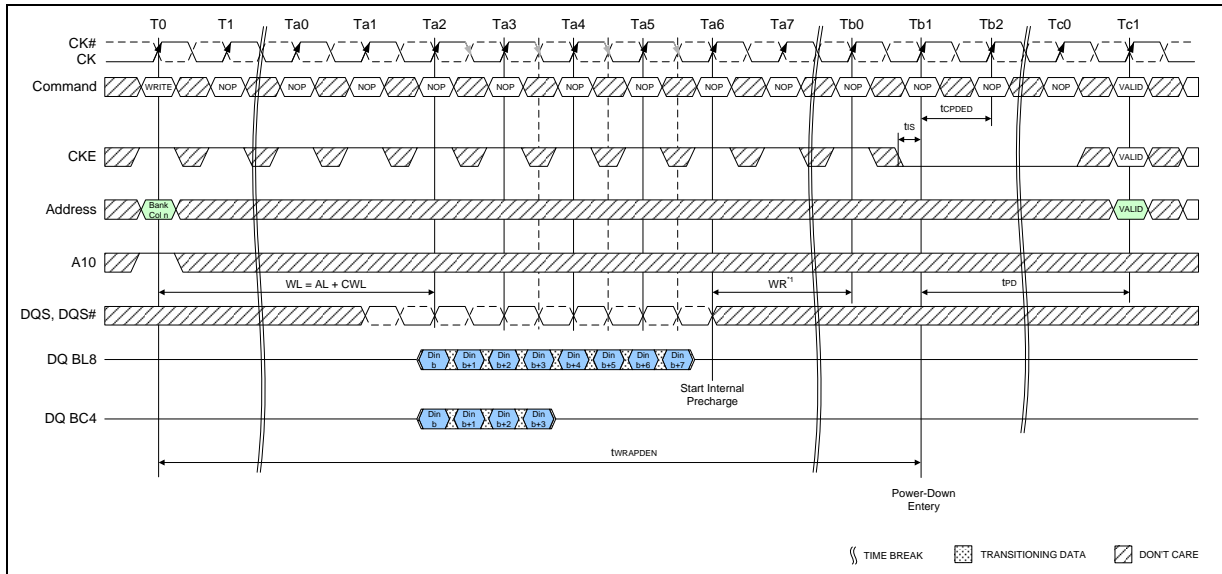 T0 T1 Ta0 Ta1 Ta2 Ta3 Ta4 Ta5 Ta6 Ta7 Tb0 Tb1 Tb2 Tc0 Tc1
CK#
CK
Command WRITE NOP NOP NOP NOP NOP NOP NOP NOP NOP NOP NOP NOP NOP VALID
tCPDED
tIS
CKE VALID
Address Bank Col n VALID
A10
WL = AL + CWL WR*1 tPD
DQS, DQS#
DQ BL8 Din b Din b+1 Din b+2 Din b+3 Din b+4 Din b+5 Din b+6 Din b+7
Start Internal
Precharge
DQ BC4 Din b Din b+1 Din b+2 Din b+3
tWRAPDEN
Power-Down
Entery
TIME BREAK TRANSITIONING DATA DON'T CARE